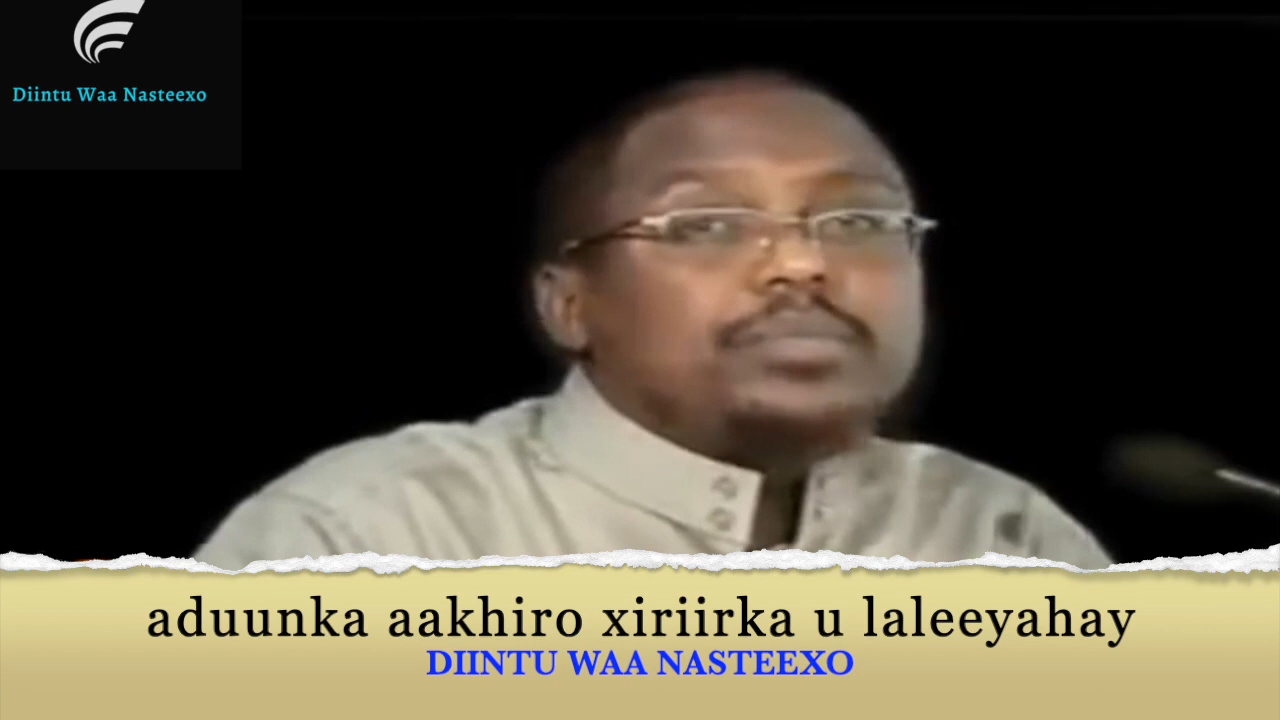 Diintu Waa Nasteexo
aduunka aakhiro xiriirka u laleeyahay
DIINTU WAA NASTEEXO